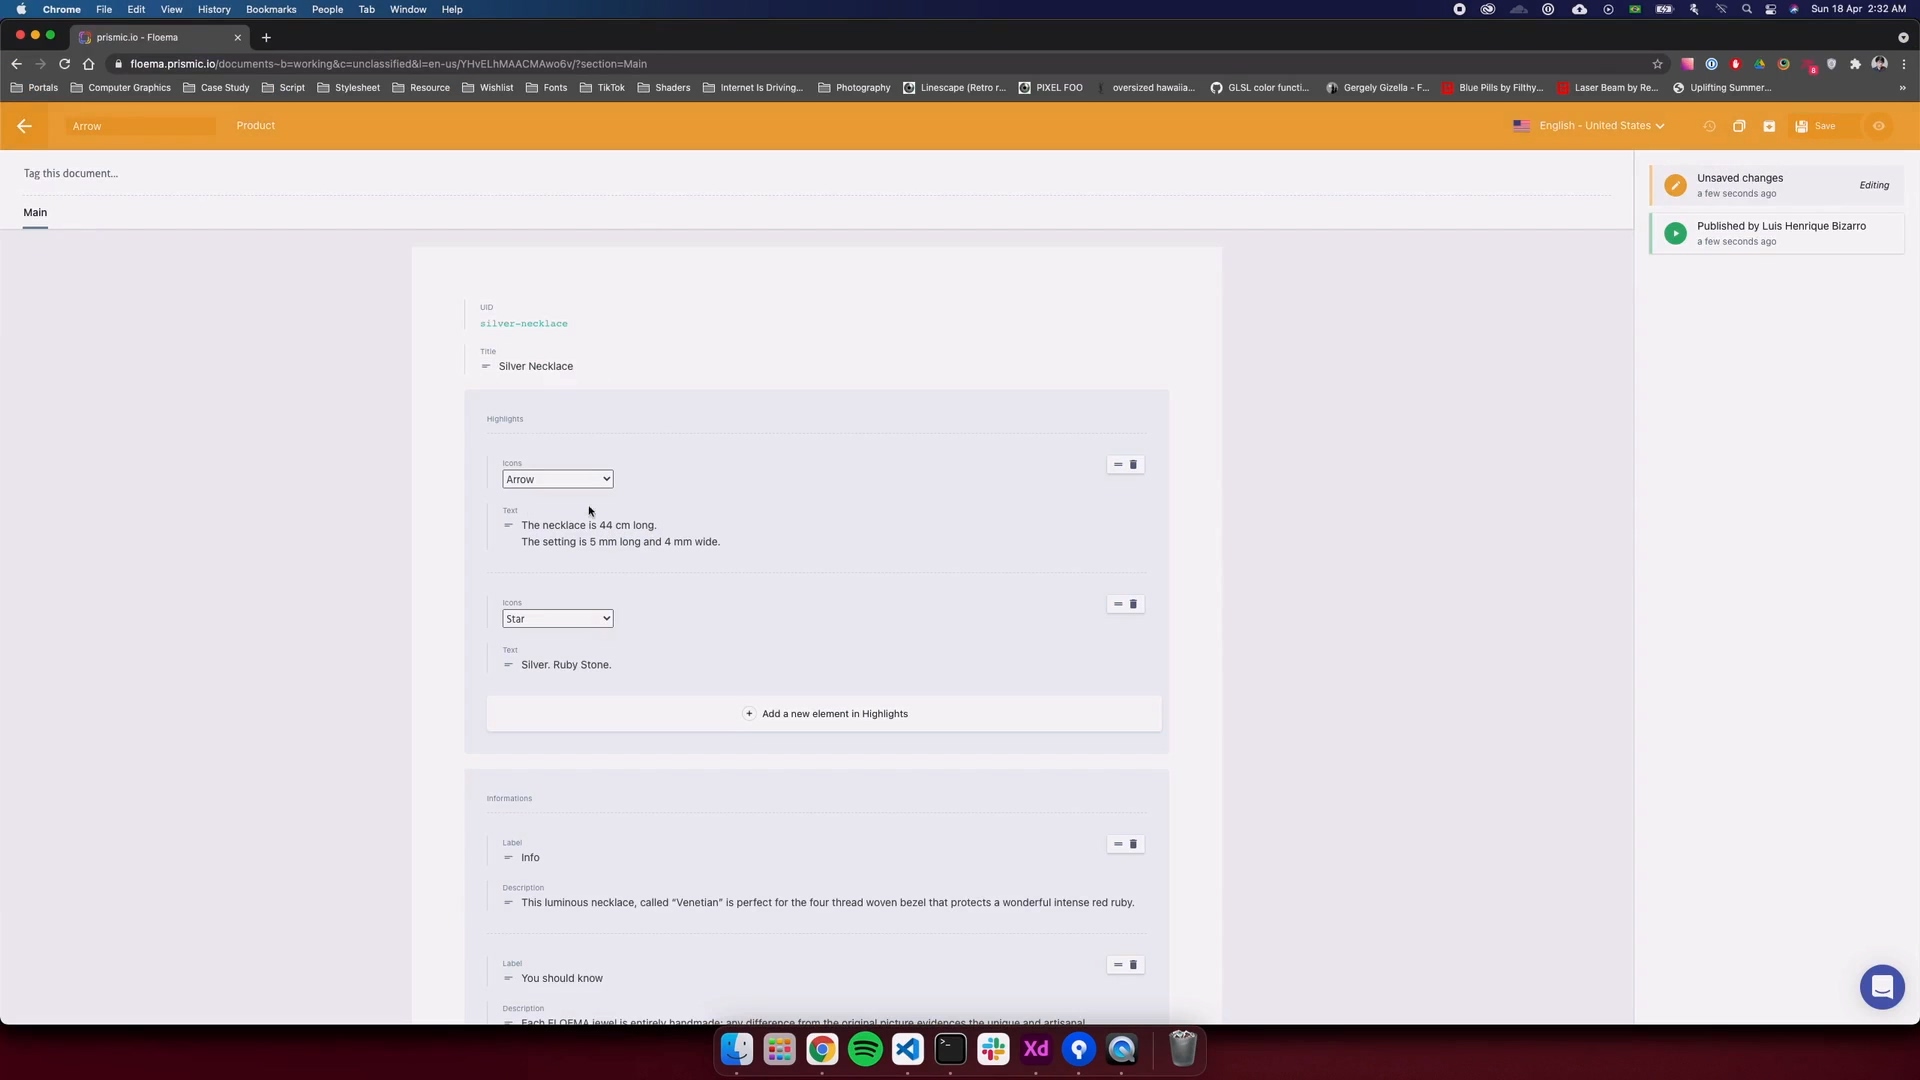 Chrome File Edit View History Bookmarks People Tab Window Help Sun 18 Apr 2:32 AM
prismic.io - Floema
floema.prismic.io/documents~b=working&c=unclassified&l=en-us/YHvELhMAACMAwo6v/?section=Main
Portals Computer Graphics Case Study Script Stylesheet Resource Wishlist Fonts TikTok Shaders Internet Is Driving... Photography Linescape (Retro r... PIXEL FOO oversized hawaiia... GLSL color functi... Gergely Gizella - F... Blue Pills by Filthy... Laser Beam by Re... Uplifting Summer... »
Arrow Product English - United States Save
Tag this document...
Main
Unsaved changes
a few seconds ago
Editing
Published by Luis Henrique Bizarro
a few seconds ago
UID
silver-necklace
Title
Silver Necklace
Highlights
Icons
Arrow
Text
The necklace is 44 cm long.
The setting is 5 mm long and 4 mm wide.
Icons
Star
Text
Silver. Ruby Stone.
+ Add a new element in Highlights
Informations
Label
Info
Description
This luminous necklace, called “Venetian” is perfect for the four thread woven bezel that protects a wonderful intense red ruby.
Label
You should know
Description
Each FLOEMA jewel is entirely handmade: any difference from the original picture evidences the unique and artisanal
Xd